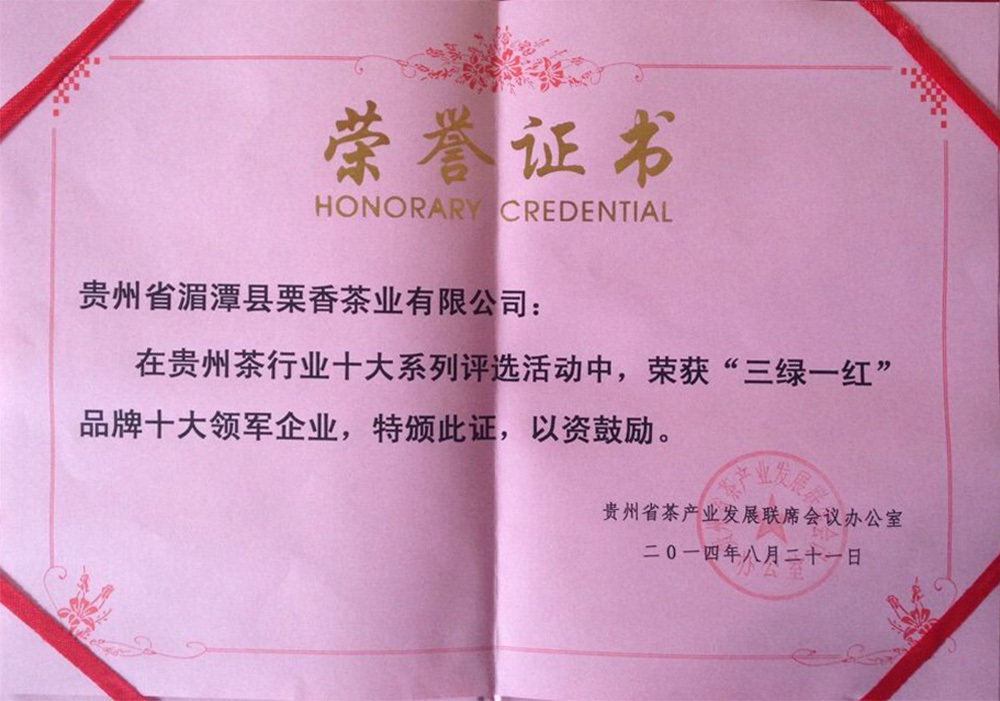 荣誉证书
HONORARY CREDENTIAL
贵州省湄潭县栗香茶业有限公司：
在贵州茶行业十大系列评选活动中，荣获“三绿一红”
品牌十大领军企业，特颁此证，以资鼓励。
贵州省茶产业发展联席会议办公室
二0一四年八月二十一日
办公室